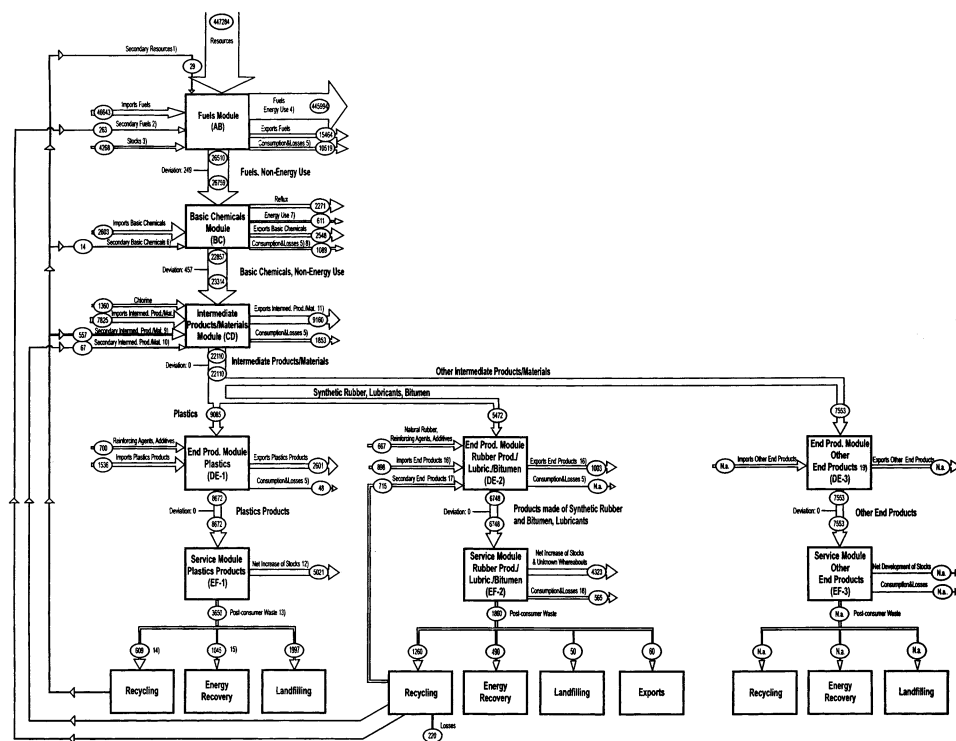 447284
Resources
Secondary Resources1)
29
Imports Fuels
46643
Secondary Fuels 2)
263
Stocks 3)
4268
Fuels Module
(AB)
Fuels
Energy Use 4)
445994
Exports Fuels
15464
Consumption&Losses 5)
10519
26510
Deviation: 249
Fuels. Non-Energy Use
26759
Imports Basic Chemicals
2603
Secondary Basic Chemicals 6)
14
Basic Chemicals
Module
(BC)
Reflux
2271
Energy Use 7)
611
Exports Basic Chemicals
2548
Consumption&Losses 5) 8)
1089
22857
Deviation: 457
Basic Chemicals, Non-Energy Use
23314
Chlorine
1360
Imports Intermed. Prod./Mat.
7825
Secondary Intermed. Prod./Mat. 9)
557
Secondary Intermed. Prod./Mat. 10)
67
Intermediate
Products/Materials
Module (CD)
Exports Intermed. Prod./Mat. 11)
9160
Consumption&Losses 5)
1853
22110
Deviation: 0
Intermediate Products/Materials
22110
Other Intermediate Products/Materials
Synthetic Rubber, Lubricants, Bitumen
Plastics
9085
5472
7553
Reinforcing Agents, Additives
700
Imports Plastics Products
1536
End Prod. Module
Plastics
(DE-1)
Exports Plastics Products
2601
Consumption&Losses 5)
48
Natural Rubber,
Reinforcing Agents, Additives
667
Imports End Products 16)
898
Secondary End Products 17)
715
End Prod. Module
Rubber Prod./
Lubric./Bitumen
(DE-2)
Exports End Products 16)
1003
Consumption&Losses 5)
N.a.
Imports Other End Products
N.a.
End Prod. Module
Other
End Products 19)
(DE-3)
Exports Other End Products
N.a.
8672
Deviation: 0
Plastics Products
8672
6748
Deviation: 0
Products made of Synthetic Rubber
and Bitumen, Lubricants
6748
7553
Deviation: 0
Other End Products
7553
Service Module
Plastics Products
(EF-1)
Net Increase of Stocks 12)
5021
Service Module
Rubber Prod./
Lubric./Bitumen
(EF-2)
Net Increase of Stocks
& Unknown Whereabouts
4323
Consumption&Losses 18)
565
Service Module
Other
End Products
(EF-3)
Net Development of Stocks
N.a.
Consumption&Losses
N.a.
3650
Post-consumer Waste 13)
1860
Post-consumer Waste
N.a.
Post-consumer Waste
609
14)
1045
15)
1997
1260
490
50
60
N.a.
N.a.
N.a.
Recycling
Energy
Recovery
Landfilling
Recycling
Energy
Recovery
Landfilling
Exports
Recycling
Energy
Recovery
Landfilling
Losses
220